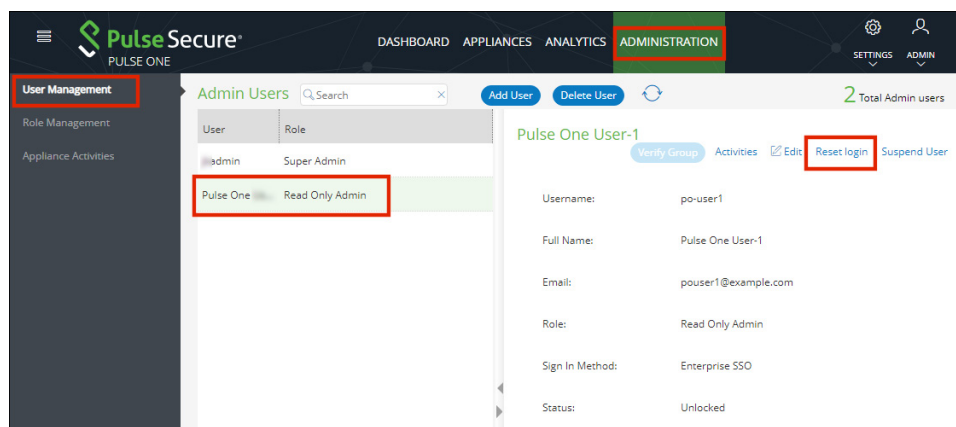 Pulse Secure®
PULSE ONE
DASHBOARD APPLIANCES ANALYTICS ADMINISTRATION
SETTINGS ADMIN
User Management
Role Management
Appliance Activities
Admin Users Search × Add User Delete User 2 Total Admin users
User Role
admin Super Admin
Pulse One Read Only Admin
Pulse One User-1
Verify Group Activities Edit Reset login Suspend User
Username: po-user1
Full Name: Pulse One User-1
Email: pouser1@example.com
Role: Read Only Admin
Sign In Method: Enterprise SSO
Status: Unlocked